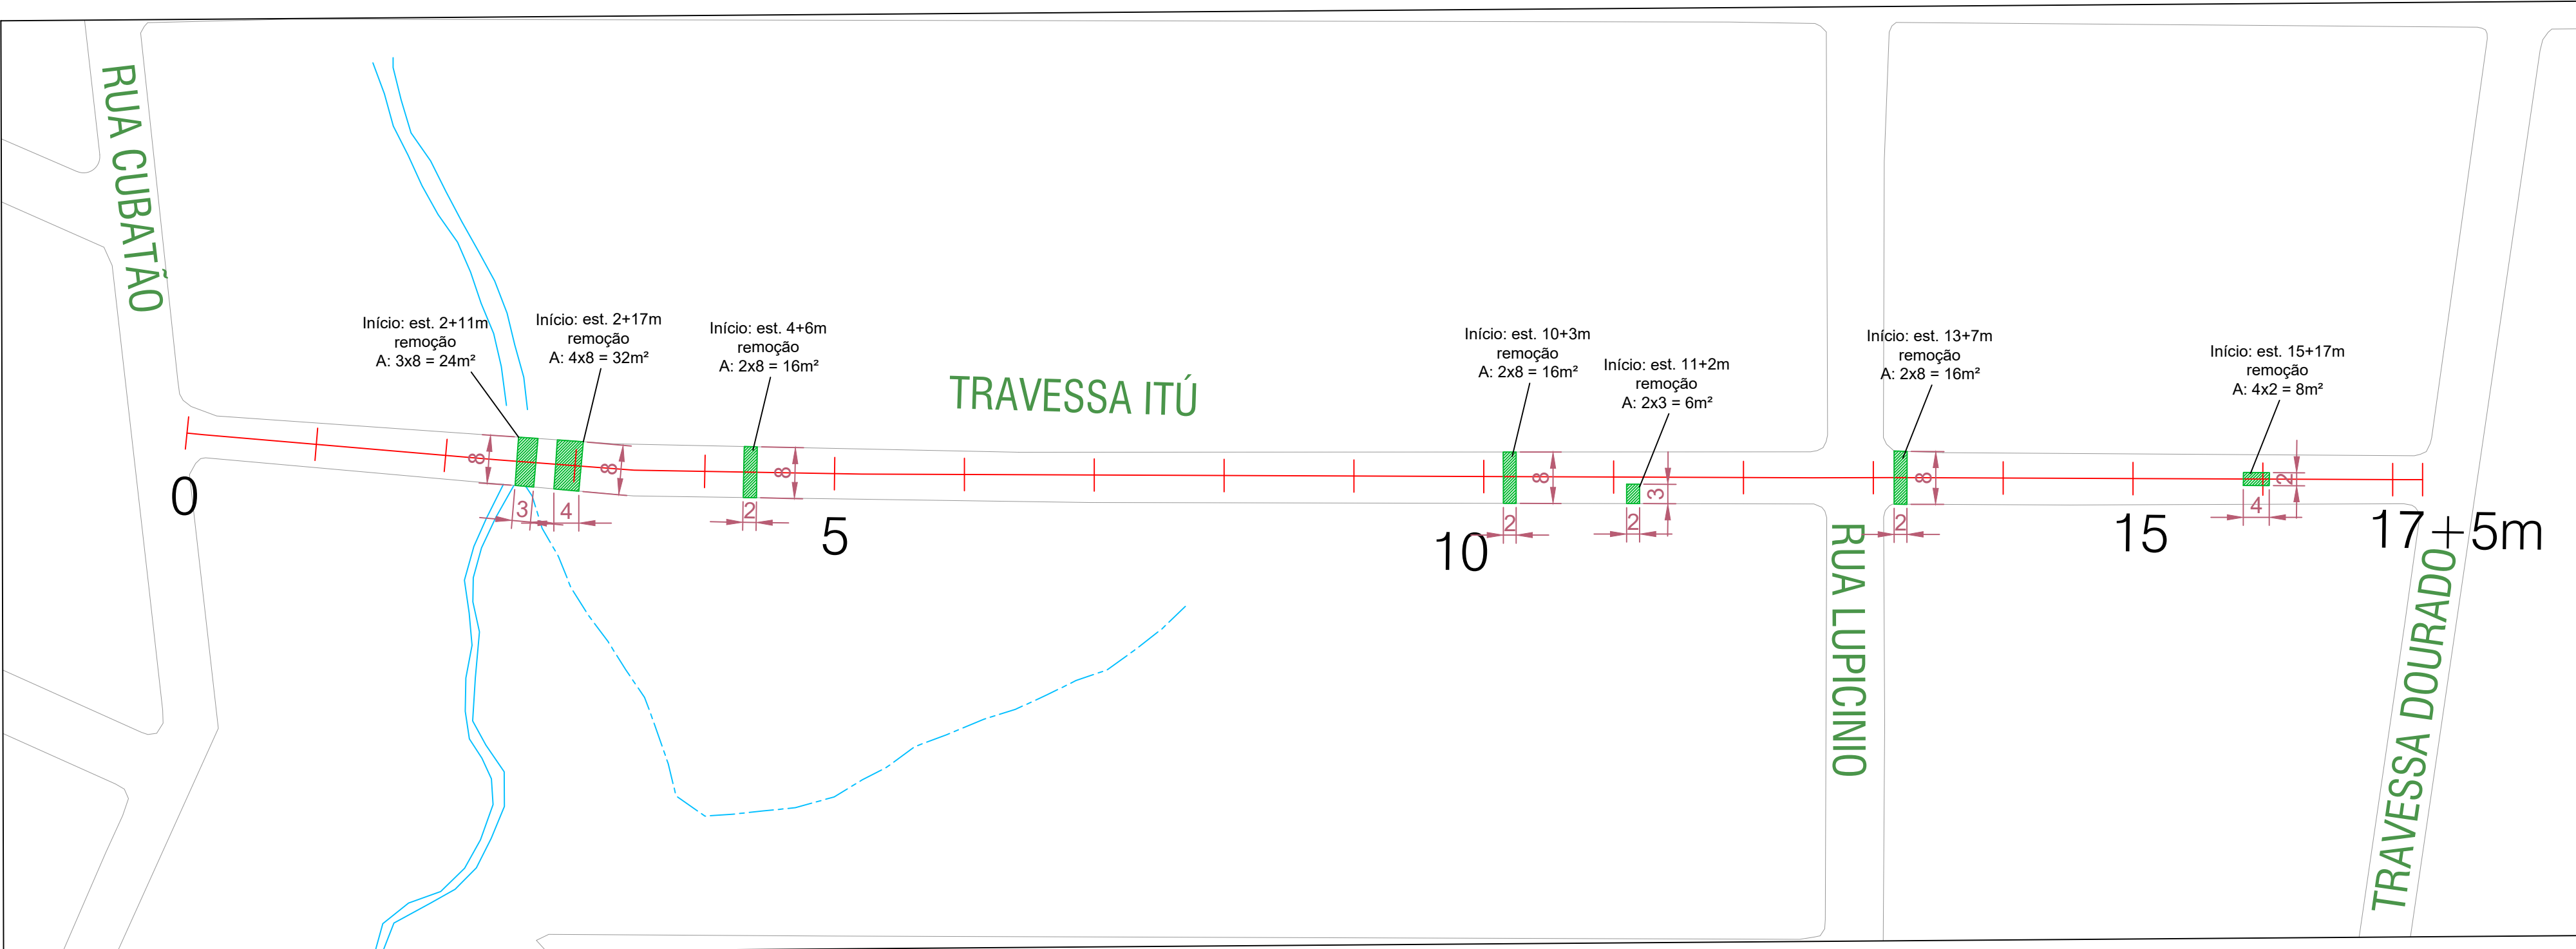 RUA CUBATÃO
Início: est. 2+11m
remoção
A: 3x8 = 24m²
Início: est. 2+17m
remoção
A: 4x8 = 32m²
Início: est. 4+6m
remoção
A: 2x8 = 16m²
TRAVESSA ITÚ
Início: est. 10+3m
remoção
A: 2x8 = 16m²
Início: est. 11+2m
remoção
A: 2x3 = 6m²
Início: est. 13+7m
remoção
A: 2x8 = 16m²
Início: est. 15+17m
remoção
A: 4x2 = 8m²
8
8
8
8
3
8
2
3
4
2
2
2
2
4
0
5
10
15
17+5m
RUA LUPICINIO
TRAVESSA DOURADO